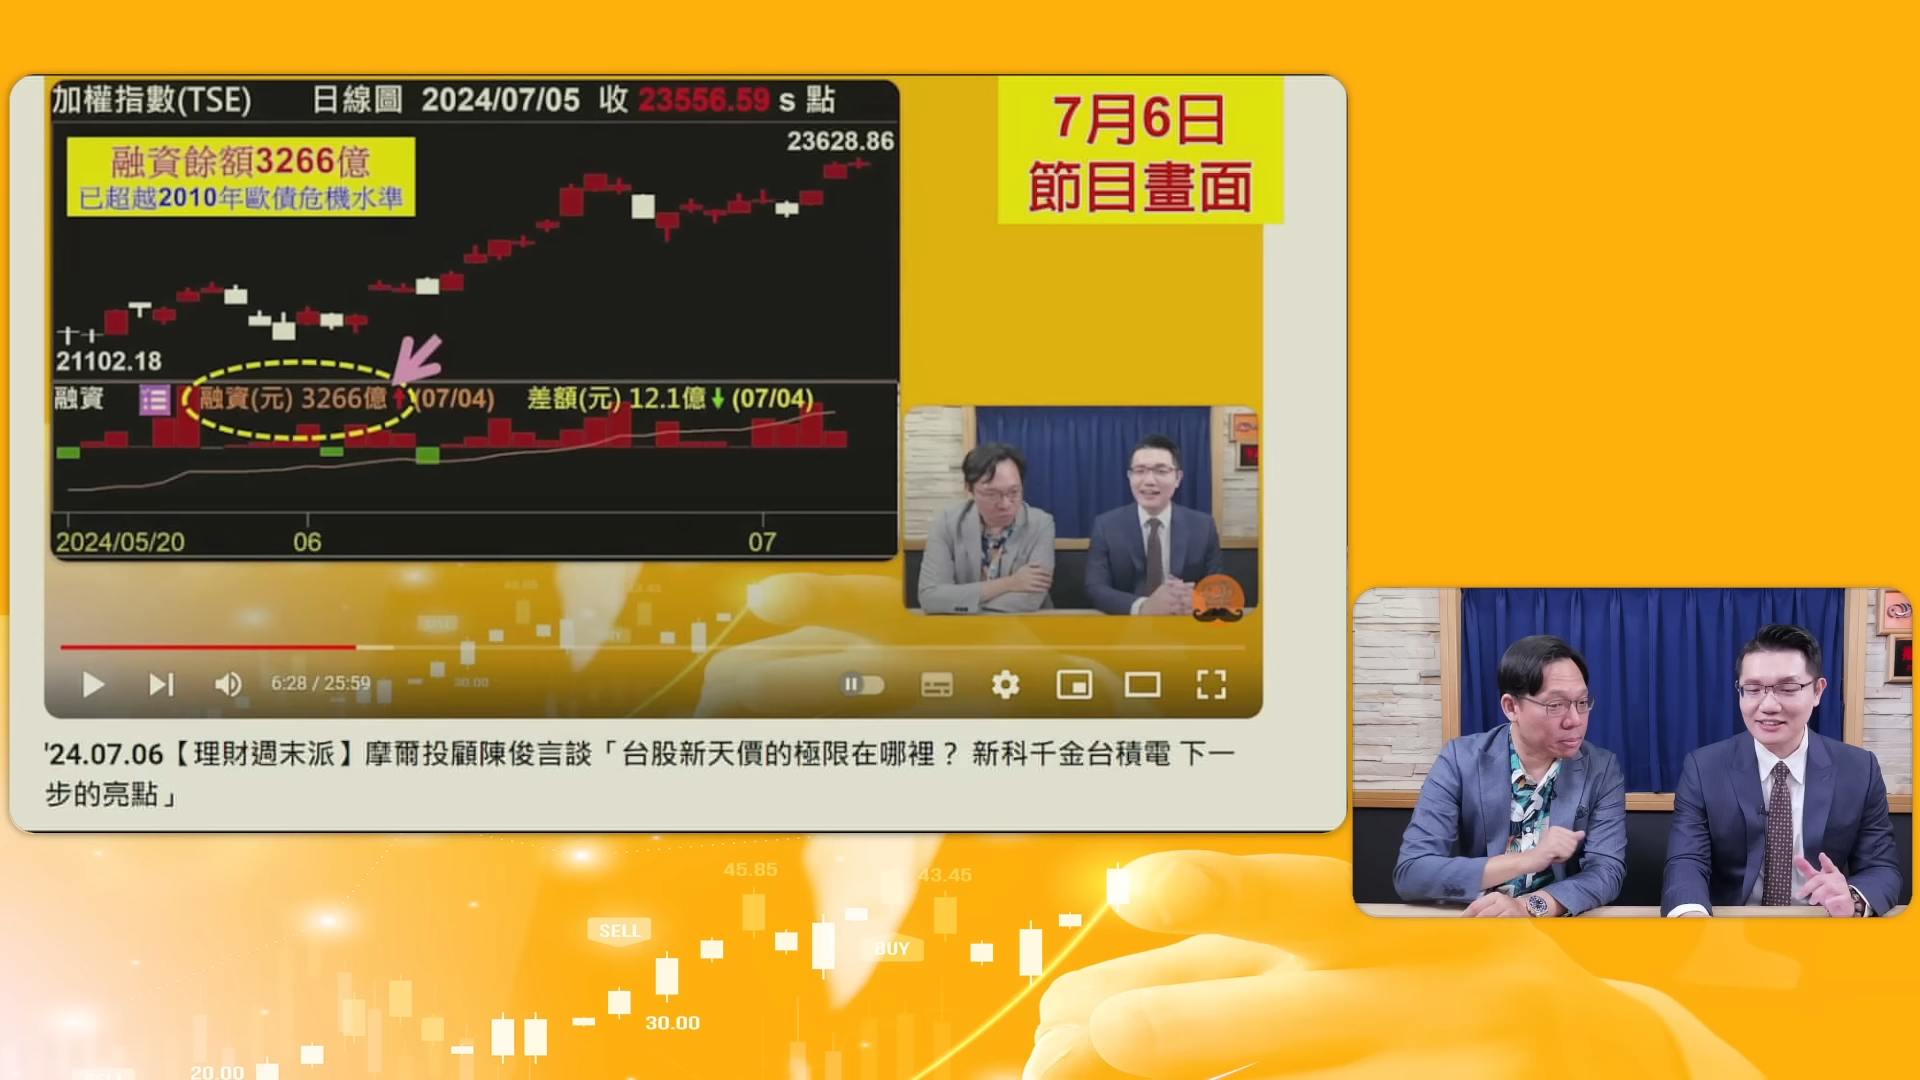 加權指數(TSE) 日線圖 2024/07/05 收 23556.59 s 點
7月6日
節目畫面
融資餘額3266億
已超越2010年歐債危機水準
23628.86
21102.18
融資 融資(元) 3266億↑(07/04) 差額(元) 12.1億↓(07/04)
2024/05/20 06 07
6:28 / 25:59
'24.07.06【理財週末派】摩爾投顧陳俊言談「台股新天價的極限在哪裡？ 新科千金台積電 下一
步的亮點」
45.85
43.45
SELL
BUY
30.00
20.00